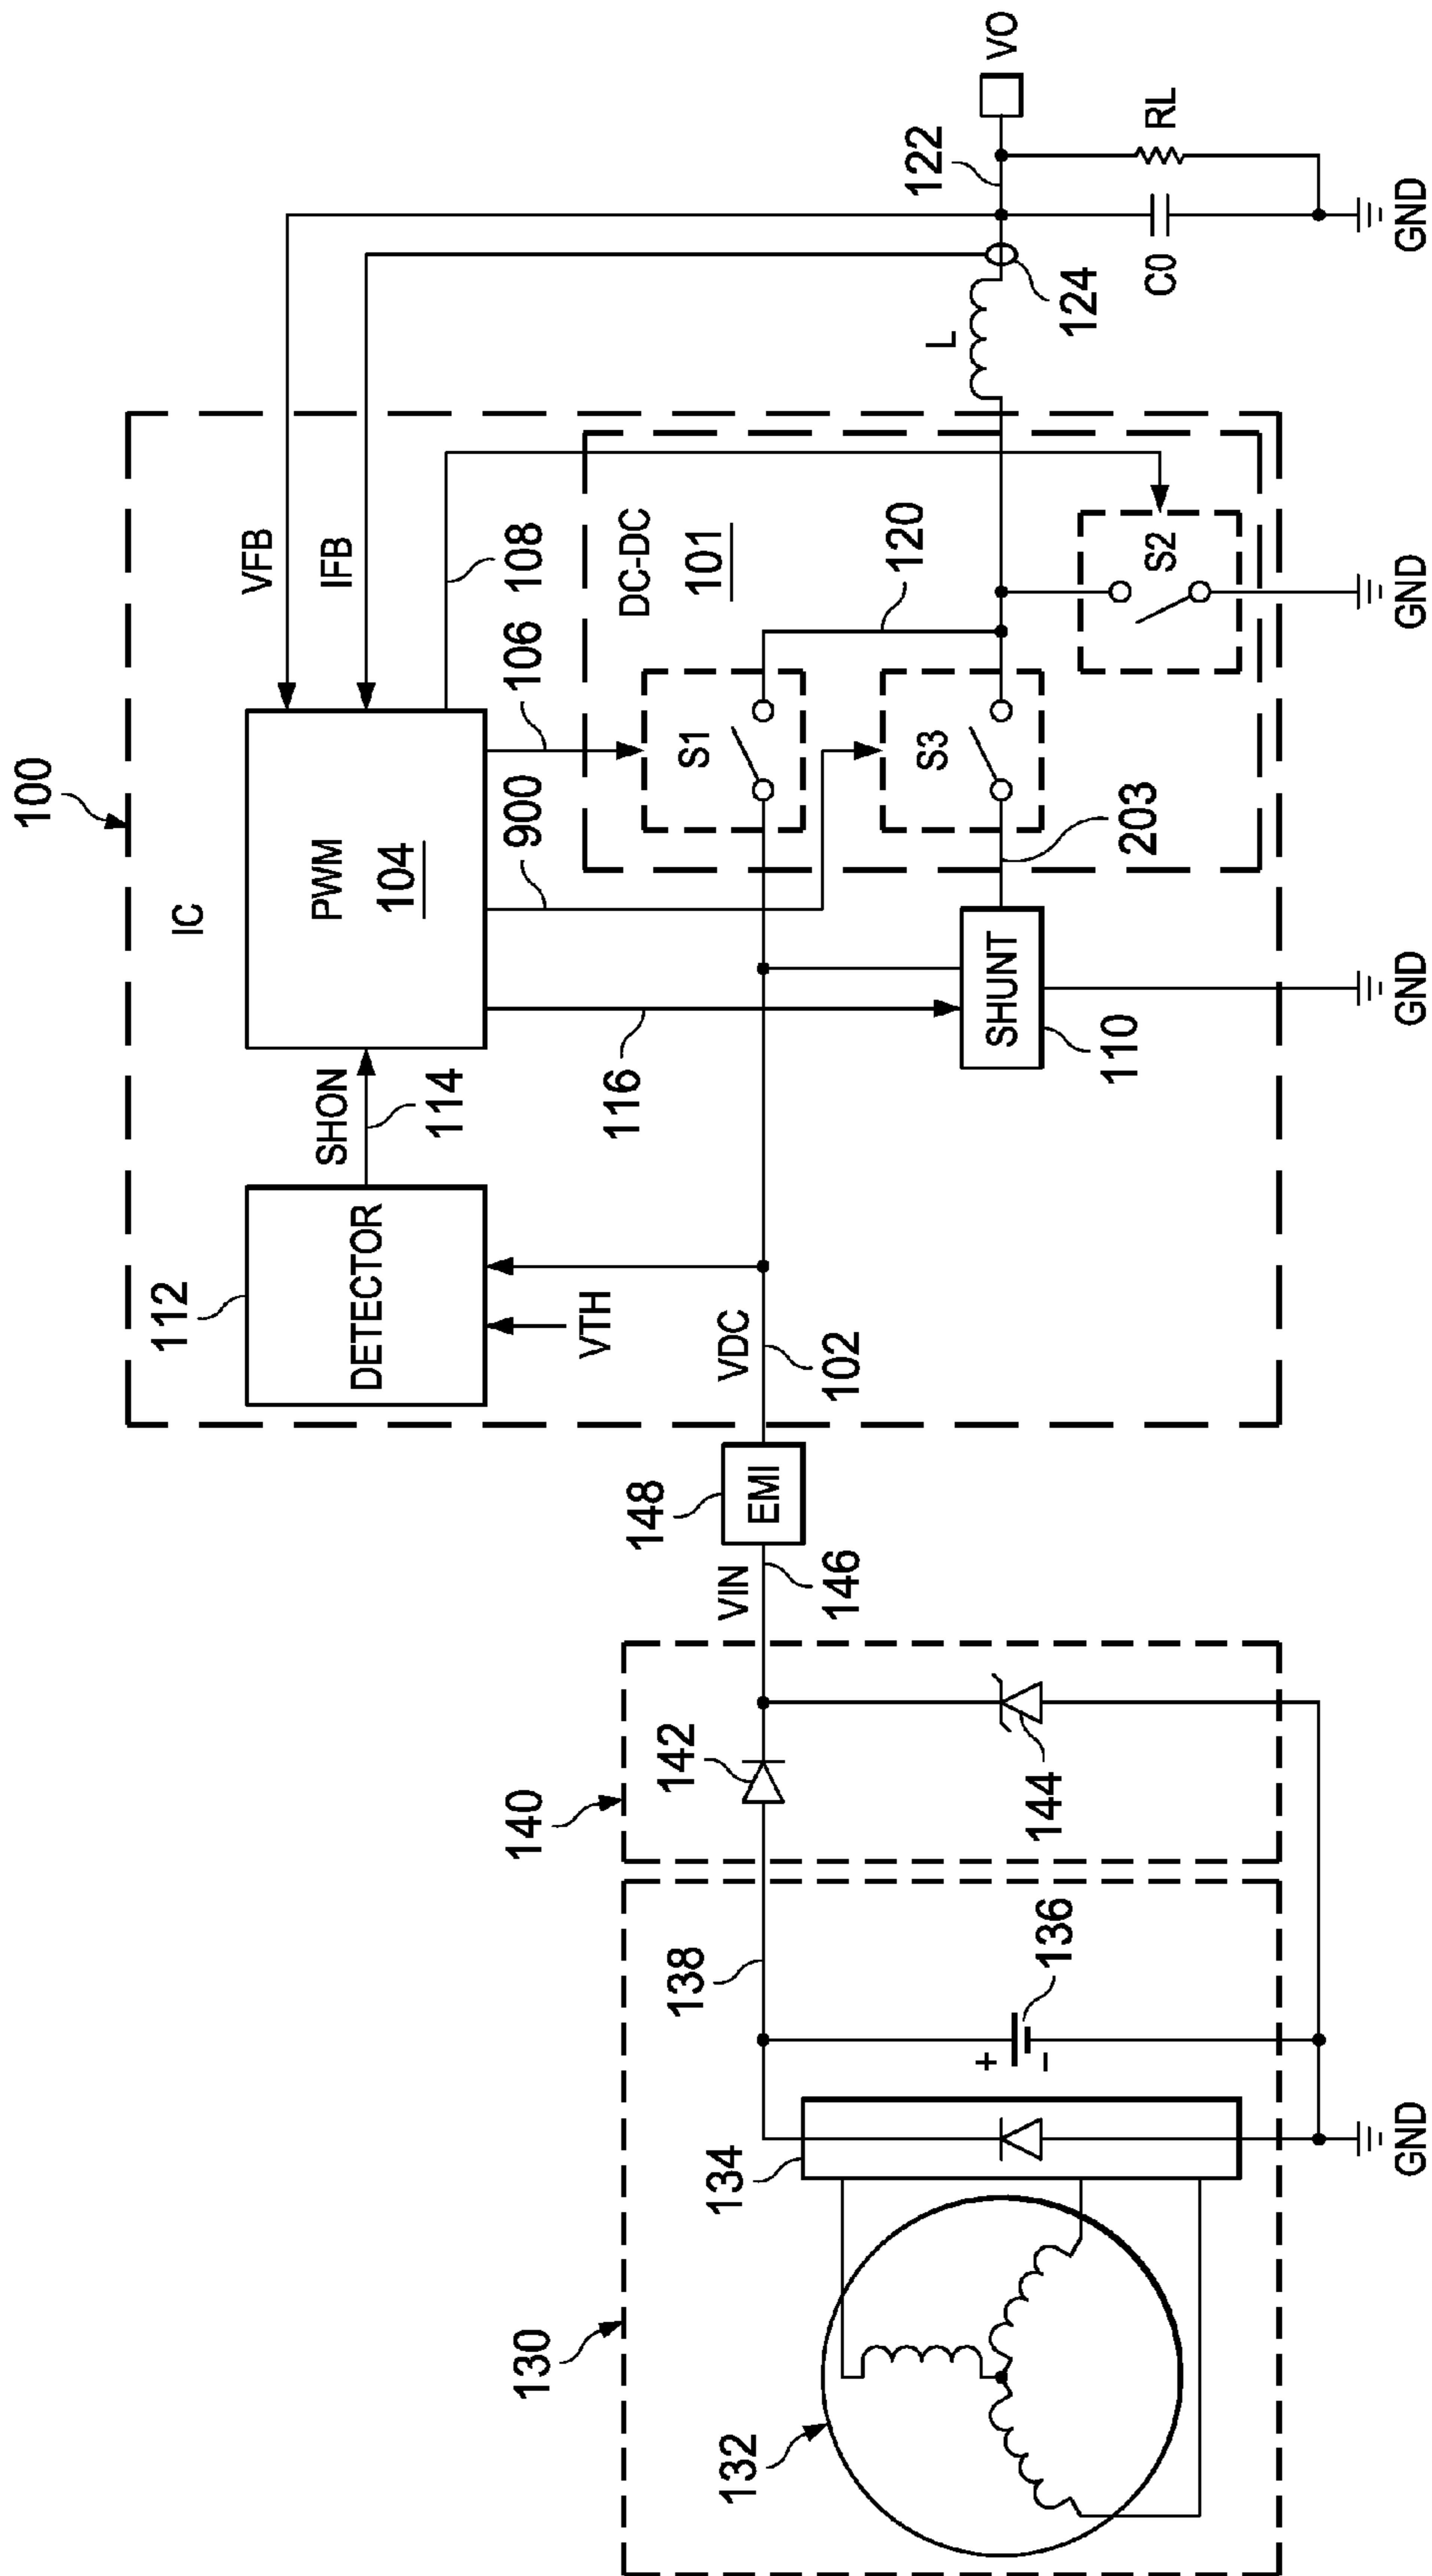 100
IC
VFB
IFB
PWM
104
SHON
114
DETECTOR
112
VTH
108
106
900
116
DC-DC
101
120
S1
S3
S2
203
SHUNT
110
GND
GND
VDC
102
148
EMI
VIN
146
L
124
122
VO
RL
C0
GND
140
142
144
130
138
136
+
−
134
132
GND